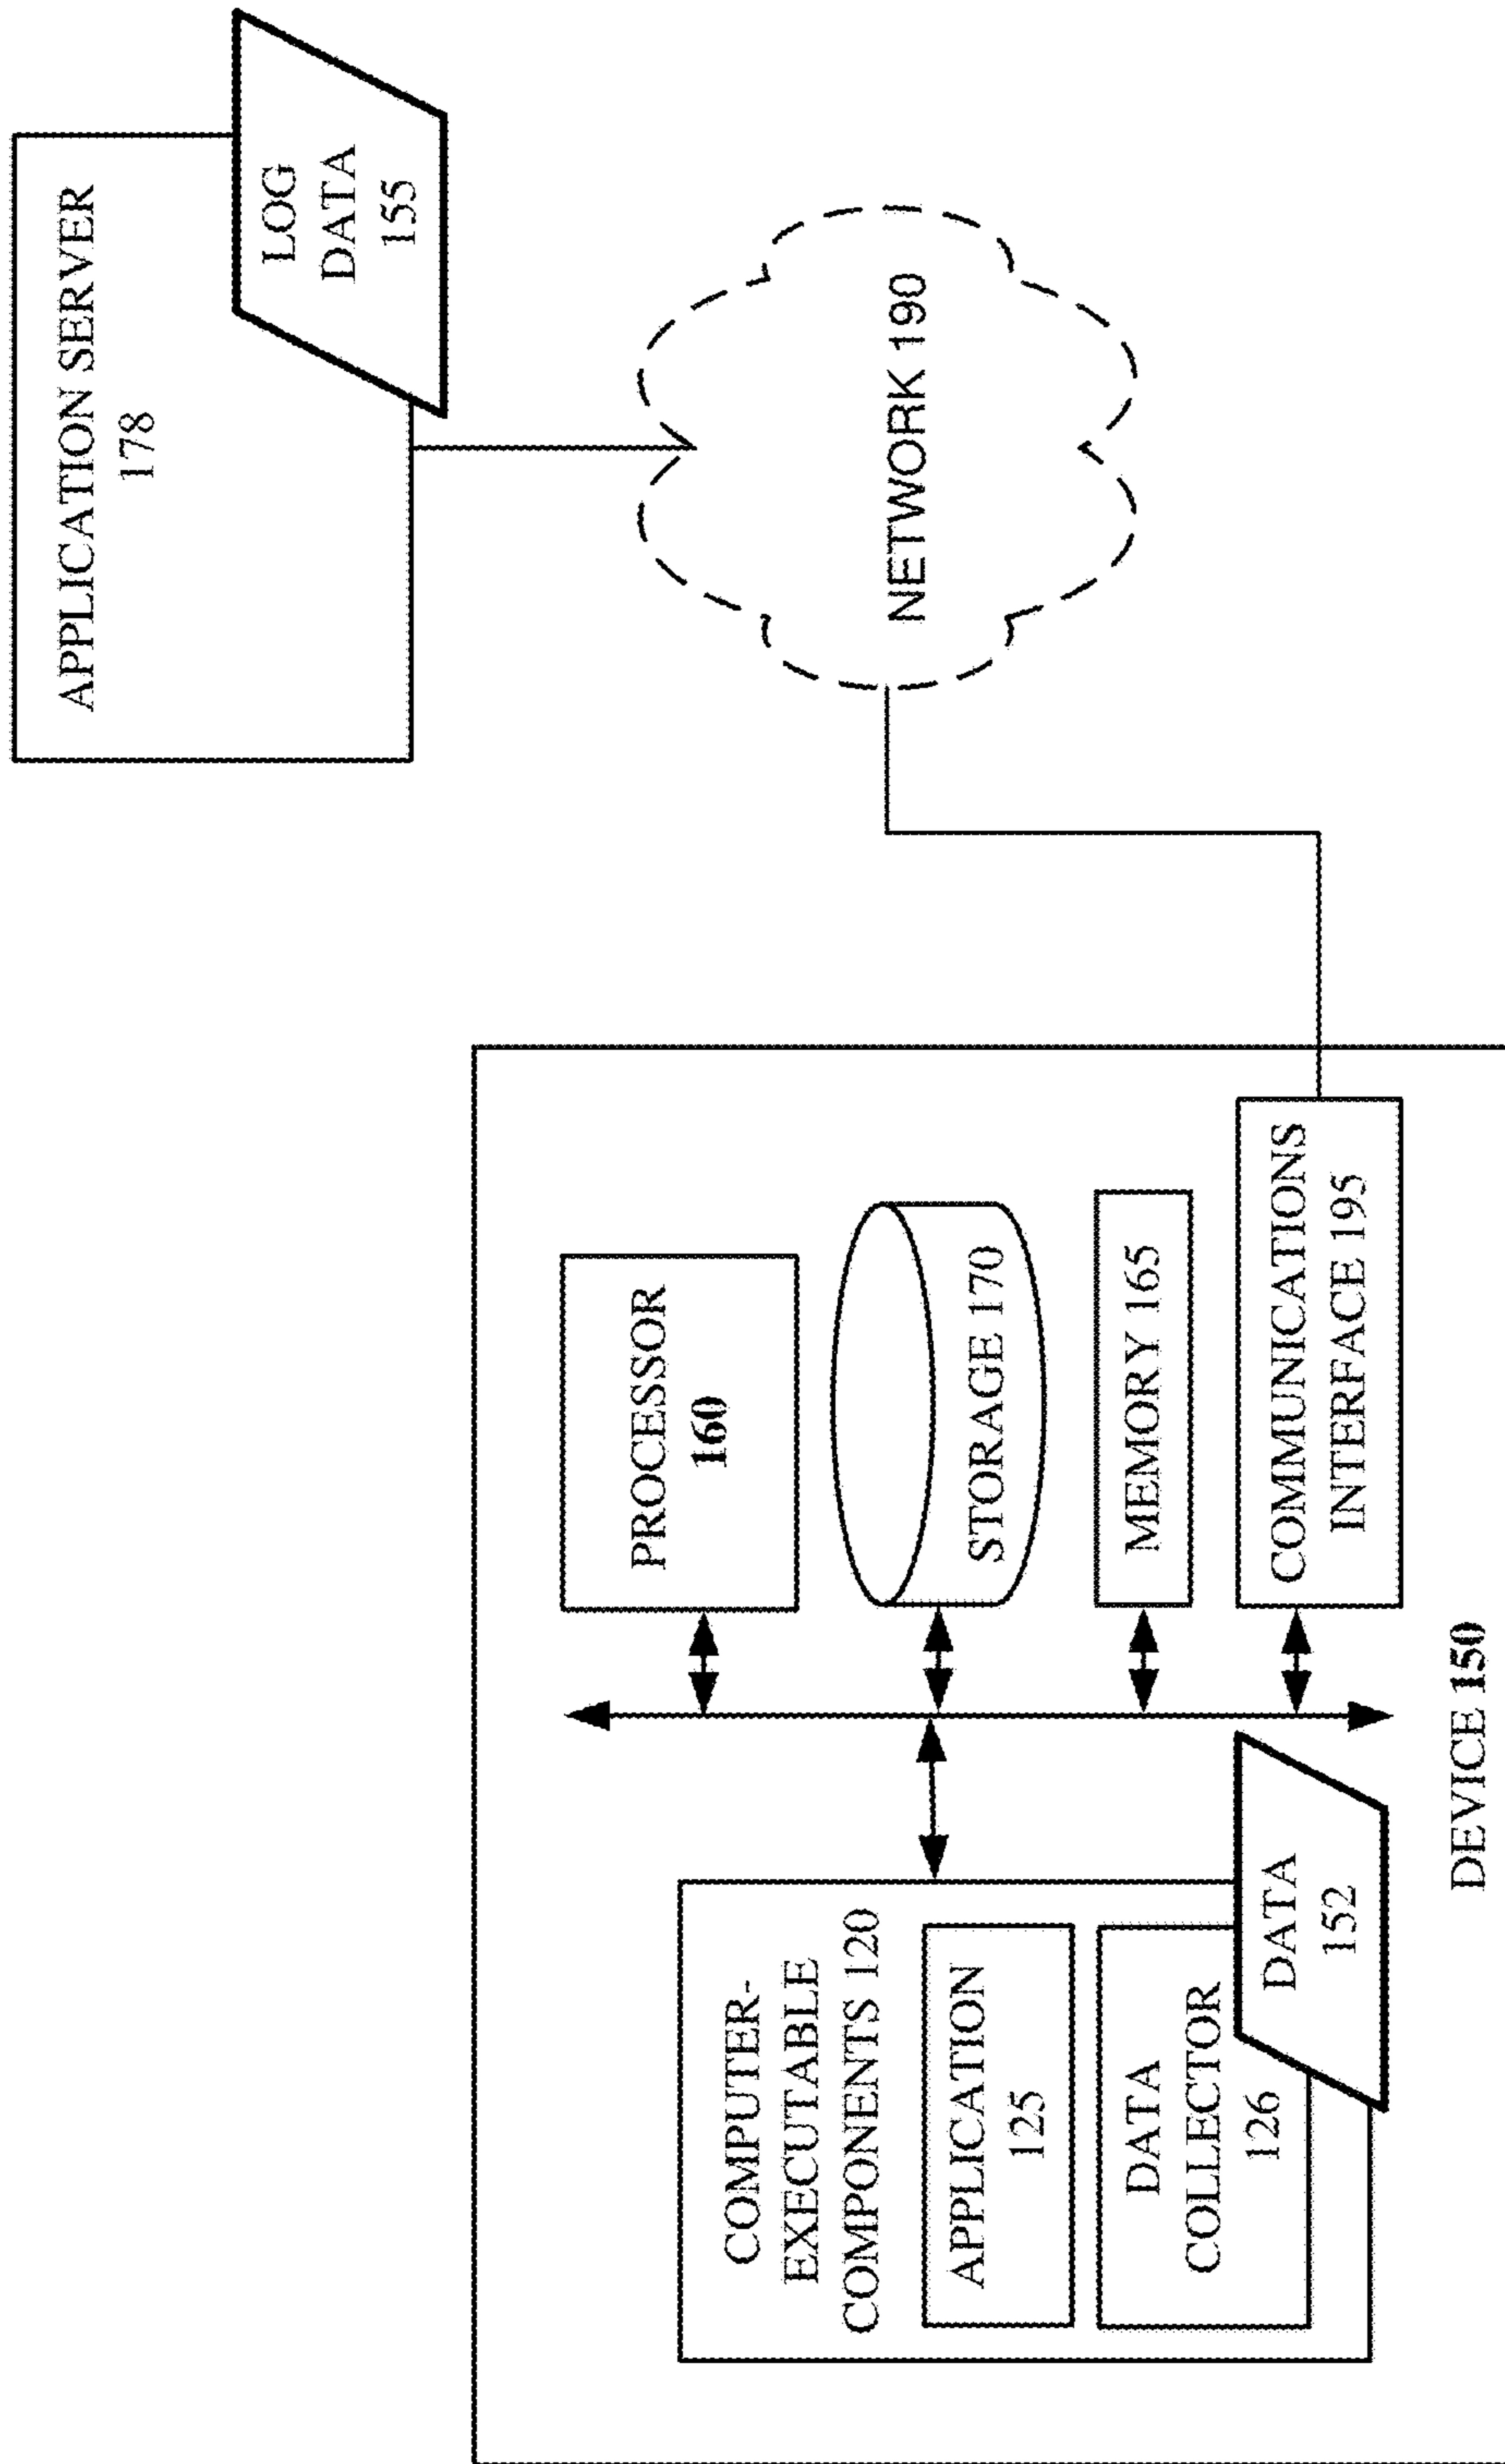 APPLICATION SERVER
178
LOG
DATA
155
NETWORK 190
COMPUTER-
EXECUTABLE
COMPONENTS 120
APPLICATION
125
DATA
COLLECTOR
126
DATA
152
PROCESSOR
160
STORAGE 170
MEMORY 165
COMMUNICATIONS
INTERFACE 195
DEVICE 150